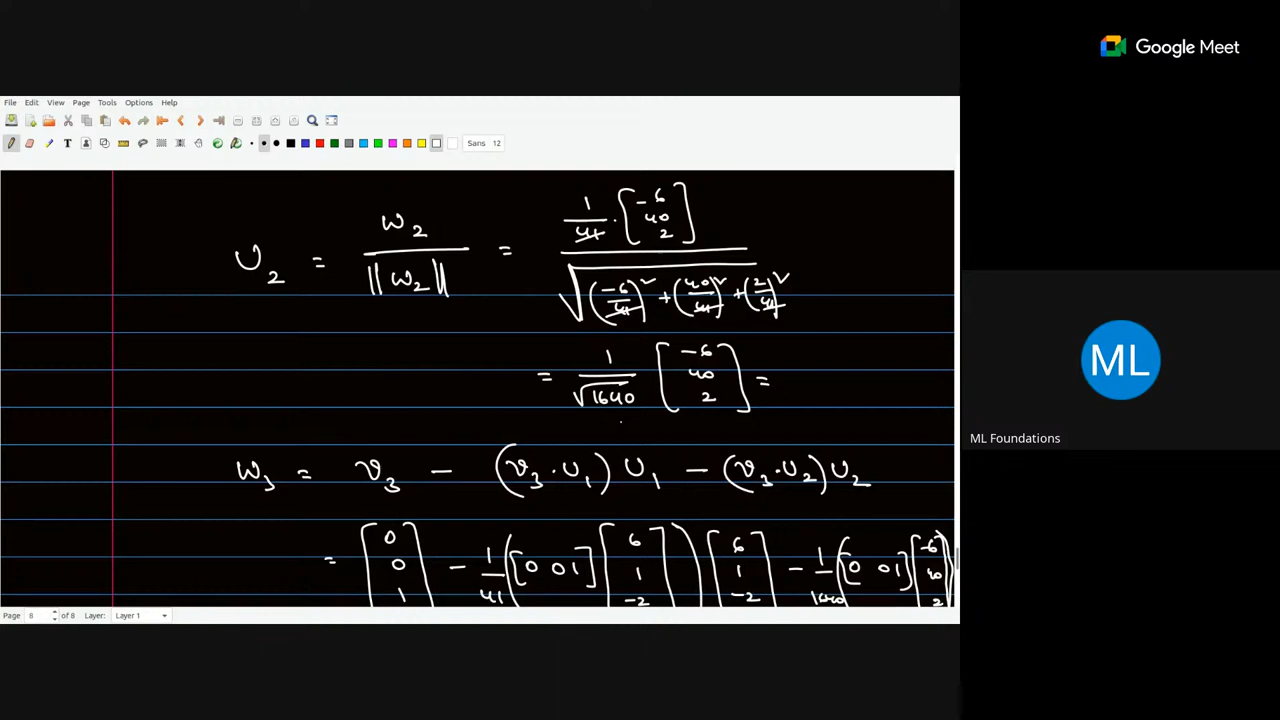 Google Meet
File Edit View Page Tools Options Help
Sans 12
U₂ = w₂ / ||w₂|| = (1/41 · [-6 40 2]) / √((-6/41)² + (40/41)² + (2/41)²)
= 1/√1640 [-6 40 2] =
w₃ = v₃ - (v₃ · U₁) U₁ - (v₃ · U₂) U₂
= [0 0 1] - 1/41 ([0 0 1] [6 1 -2]) [6 1 -2] - 1/1640 ([0 0 1] [-6 40 2]
Page 8 of 8 Layer: Layer 1
ML
ML Foundations